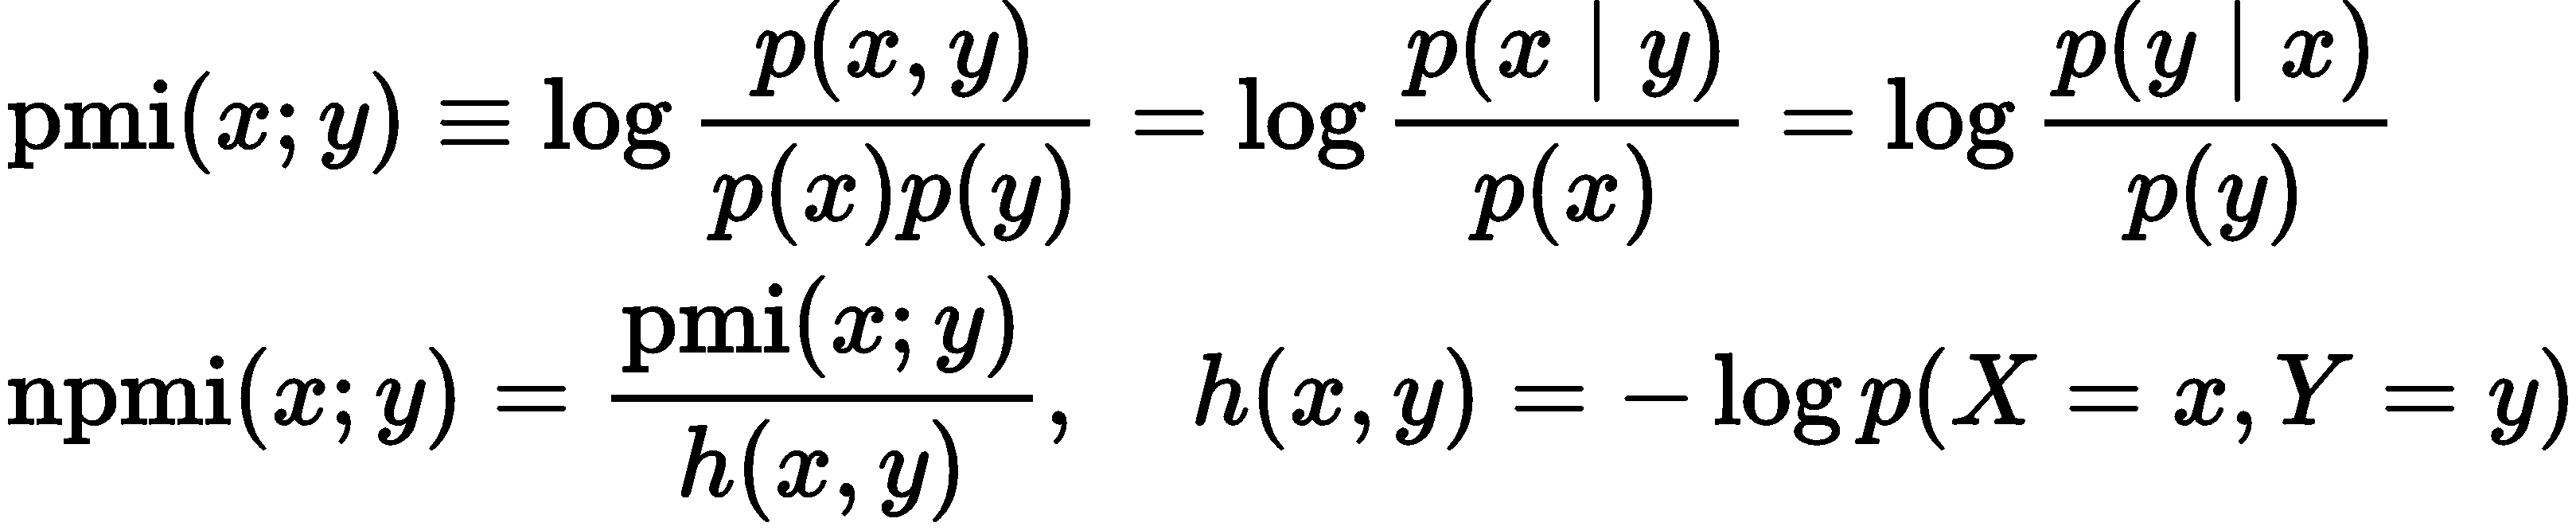 pmi(x; y) ≡ log p(x, y) / p(x)p(y) = log p(x | y) / p(x) = log p(y | x) / p(y)
npmi(x; y) = pmi(x; y) / h(x, y) , h(x, y) = − log p(X = x, Y = y)